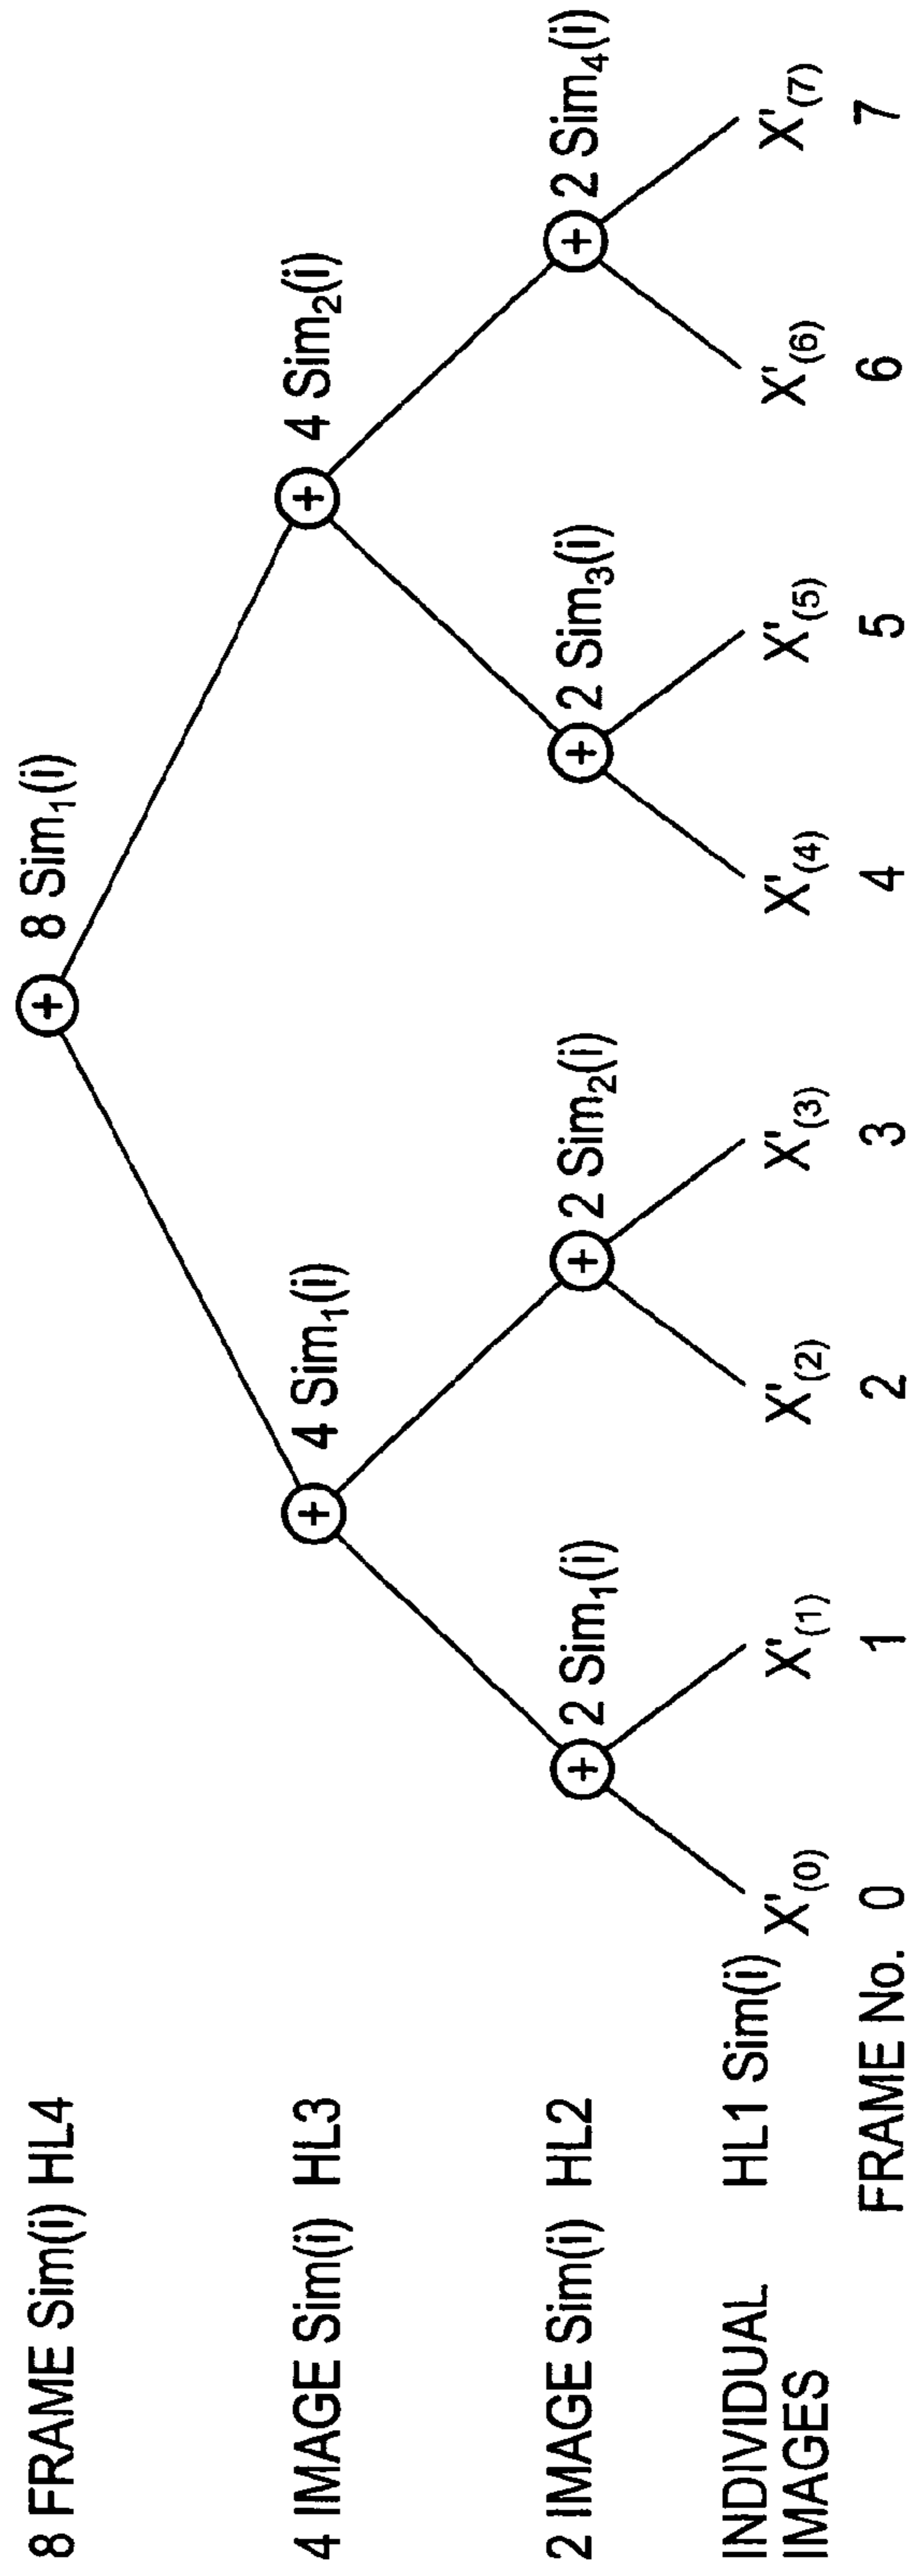 8 FRAME Sim(i) HL4
8 Sim₁(i)
4 IMAGE Sim(i) HL3
4 Sim₁(i)
4 Sim₂(i)
2 IMAGE Sim(i) HL2
2 Sim₁(i)
2 Sim₂(i)
2 Sim₃(i)
2 Sim₄(i)
INDIVIDUAL IMAGES HL1 Sim(i)
X'(0) X'(1) X'(2) X'(3) X'(4) X'(5) X'(6) X'(7)
FRAME No. 0 1 2 3 4 5 6 7